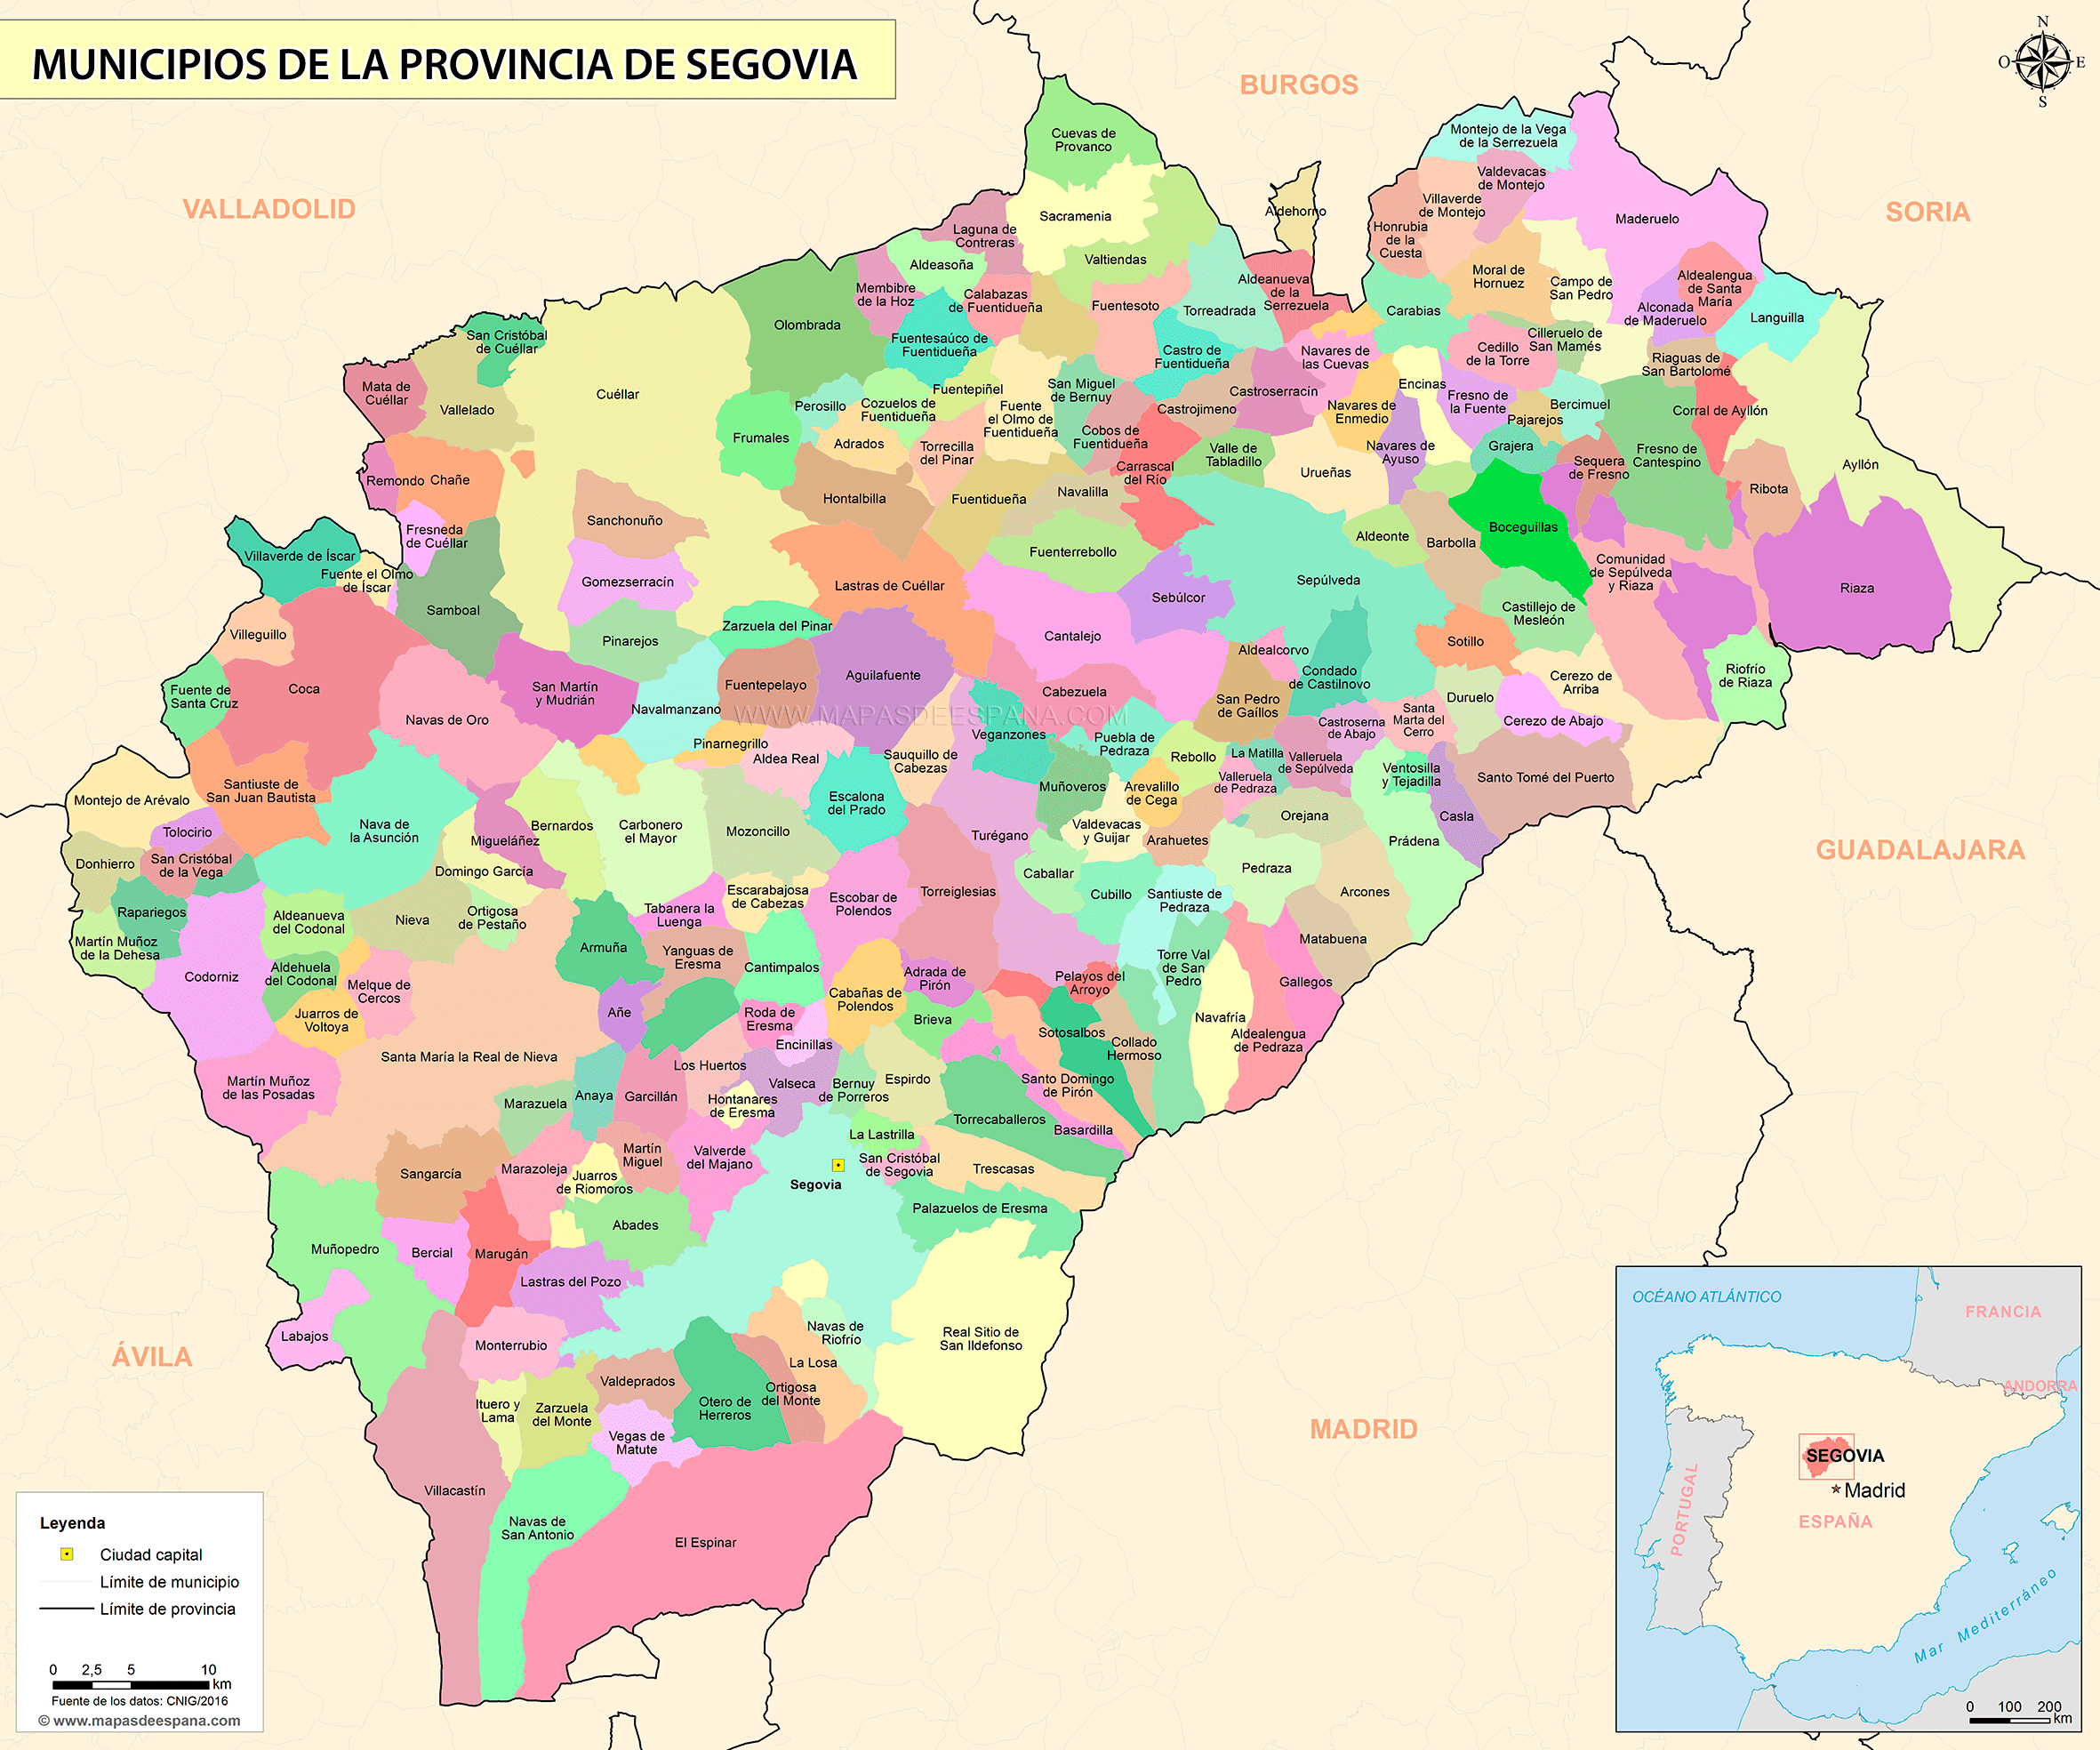 MUNICIPIOS DE LA PROVINCIA DE SEGOVIA
N
O
E
S
BURGOS
VALLADOLID
SORIA
GUADALAJARA
MADRID
ÁVILA
Cuevas de
Provanco
Sacramenia
Laguna de
Contreras
Valtiendas
Aldeasoña
Membibre
de la Hoz
Calabazas
de Fuentidueña
Fuentesoto
Torreadrada
Aldehorno
Aldeanueva
de la
Serrezuela
Montejo de la Vega
de la Serrezuela
Valdevacas
de Montejo
Villaverde
de Montejo
Honrubia
de la
Cuesta
Maderuelo
Moral de
Hornuez
Campo de
San Pedro
Aldealengua
de Santa
María
Alconada
de Maderuelo
Languilla
Carabias
Cilleruelo de
San Mamés
Cedillo
de la Torre
Riaguas de
San Bartolomé
Olombrada
Fuentesaúco de
Fuentidueña
Castro de
Fuentidueña
Navares de
las Cuevas
San Cristóbal
de Cuéllar
Mata de
Cuéllar
Vallelado
Cuéllar
Perosillo
Cozuelos de
Fuentidueña
Fuentepiñel
San Miguel
de Bernuy
Castroserracín
Castrojimeno
Encinas
Fresno de
la Fuente
Navares de
Enmedio
Pajarejos
Bercimuel
Corral de Ayllón
Frumales
Adrados
Fuente
el Olmo de
Fuentidueña
Torrecilla
del Pinar
Cobos de
Fuentidueña
Carrascal
del Río
Valle de
Tabladillo
Urueñas
Navares de
Ayuso
Grajera
Sequera
de Fresno
Fresno de
Cantespino
Ayllón
Ribota
Remondo
Chañe
Fresneda
de Cuéllar
Sanchonuño
Hontalbilla
Fuentidueña
Navalilla
Boceguillas
Aldeonte
Barbolla
Villaverde de Íscar
Fuente el Olmo
de Íscar
Samboal
Gomezserracín
Lastras de Cuéllar
Fuenterrebollo
Sepúlveda
Sebúlcor
Comunidad
de Sepúlveda
y Riaza
Riaza
Castillejo de
Mesleón
Villeguillo
Pinarejos
Zarzuela del Pinar
Cantalejo
Sotillo
Aldealcorvo
Condado
de Castilnovo
Riofrío
de Riaza
Fuente de
Santa Cruz
Coca
Navas de Oro
San Martín
y Mudrián
Navalmanzano
Fuentepelayo
Aguilafuente
Cabezuela
San Pedro
de Gaíllos
Duruelo
Cerezo de
Arriba
Cerezo de Abajo
WWW.MAPASDEESPANA.COM
Santa
Marta del
Cerro
Castroserna
de Abajo
Veganzones
Puebla de
Pedraza
Rebollo
La Matilla
Valleruela
de Sepúlveda
Valleruela
de Pedraza
Ventosilla
y Tejadilla
Santo Tomé del Puerto
Pinarnegrillo
Aldea Real
Sauquillo de
Cabezas
Montejo de Arévalo
Santiuste de
San Juan Bautista
Tolocirio
Nava de
la Asunción
Migueláñez
Bernardos
Carbonero
el Mayor
Mozoncillo
Escalona
del Prado
Turégano
Muñoveros
Arevalillo
de Cega
Valdevacas
y Guijar
Arahuetes
Orejana
Casla
Prádena
Donhierro
San Cristóbal
de la Vega
Domingo García
Caballar
Pedraza
Rapariegos
Aldeanueva
del Codonal
Nieva
Ortigosa
de Pestaño
Tabanera la
Luenga
Escarabajosa
de Cabezas
Escobar de
Polendos
Torreiglesias
Cubillo
Santiuste de
Pedraza
Arcones
Martín Muñoz
de la Dehesa
Codorniz
Aldehuela
del Codonal
Melque de
Cercos
Juarros de
Voltoya
Armuña
Yanguas de
Eresma
Cantimpalos
Cabañas de
Polendos
Adrada de
Pirón
Pelayos del
Arroyo
Torre Val
de San
Pedro
Matabuena
Gallegos
Navafría
Aldealengua
de Pedraza
Añe
Roda de
Eresma
Encinillas
Brieva
Sotosalbos
Collado
Hermoso
Santa María la Real de Nieva
Los Huertos
Martín Muñoz
de las Posadas
Marazuela
Anaya
Garcillán
Hontanares
de Eresma
Valseca
Bernuy
de Porreros
Espirdo
Santo Domingo
de Pirón
Torrecaballeros
Basardilla
La Lastrilla
San Cristóbal
de Segovia
Trescasas
Sangarcía
Marazoleja
Juarros
de Riomoros
Martín
Miguel
Valverde
del Majano
Segovia
Palazuelos de Eresma
Abades
Muñopedro
Bercial
Marugán
Lastras del Pozo
Labajos
Monterrubio
Navas de
Riofrío
La Losa
Real Sitio de
San Ildefonso
Valdeprados
Otero de
Herreros
Ortigosa
del Monte
Ituero y
Lama
Zarzuela
del Monte
Vegas de
Matute
Villacastín
Navas de
San Antonio
El Espinar
Leyenda
Ciudad capital
Límite de municipio
Límite de provincia
0 2,5 5 10
km
Fuente de los datos: CNIG/2016
© www.mapasdeespana.com
OCÉANO ATLÁNTICO
FRANCIA
ANDORRA
SEGOVIA
Madrid
ESPAÑA
PORTUGAL
Mar Mediterráneo
0 100 200
km